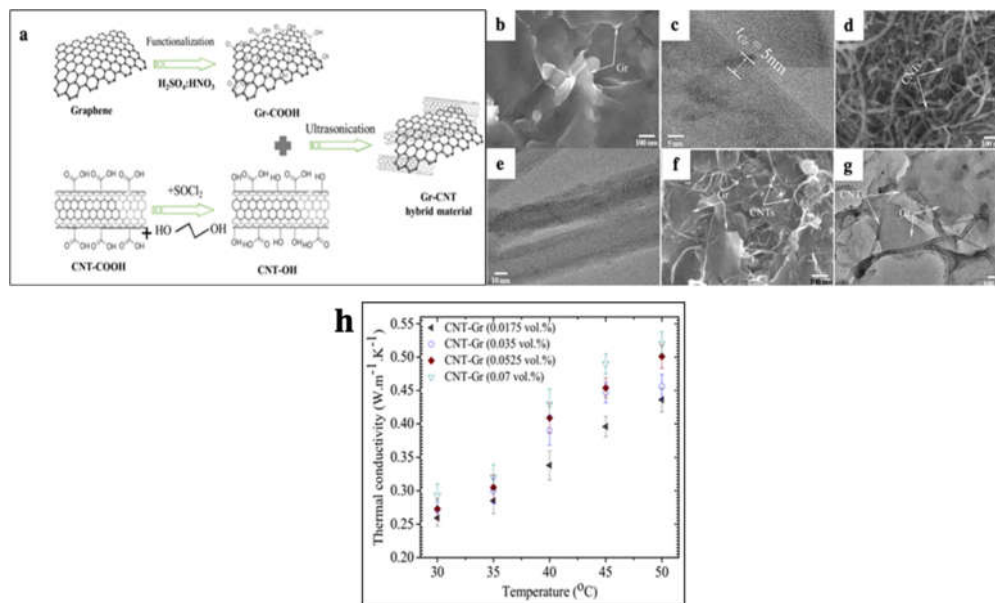 a
Functionalization
H₂SO₄:HNO₃
Graphene
Gr-COOH
Ultrasonication
+SOCl₂
HO
OH
Gr-CNT
hybrid material
CNT-COOH
CNT-OH
b
Gr
100 nm
c
= 5nm
5 nm
d
CNTs
e
10 nm
f
Gr
CNTs
g
CNTs
h
CNT-Gr (0.0175 vol.%)
CNT-Gr (0.035 vol.%)
CNT-Gr (0.0525 vol.%)
CNT-Gr (0.07 vol.%)
Thermal conductivity (W.m⁻¹.K⁻¹)
0.55
0.50
0.45
0.40
0.35
0.30
0.25
0.20
30 35 40 45 50
Temperature (⁰C)